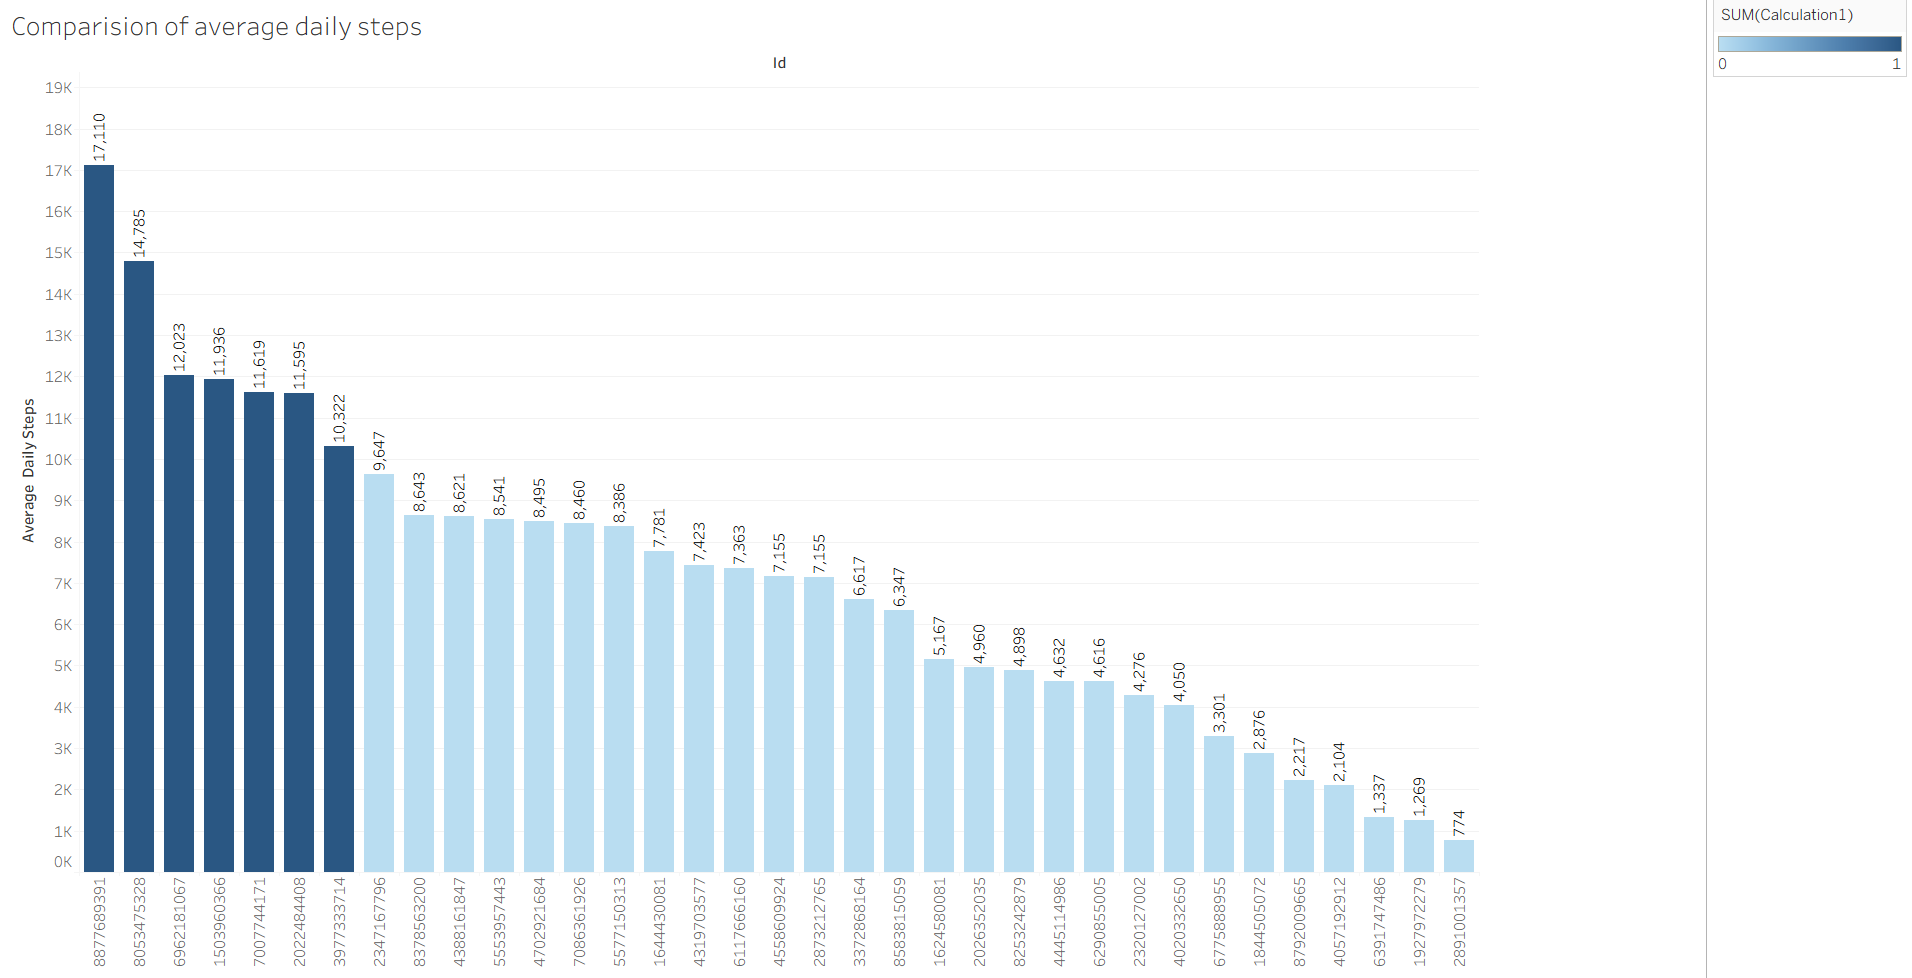 Comparision of average daily steps
SUM(Calculation1)
0 1
Id
Average Daily Steps
19K
18K
17K
16K
15K
14K
13K
12K
11K
10K
9K
8K
7K
6K
5K
4K
3K
2K
1K
0K
17,110
14,785
12,023
11,936
11,619
11,595
10,322
9,647
8,643
8,621
8,541
8,495
8,460
8,386
7,781
7,423
7,363
7,155
7,155
6,617
6,347
5,167
4,960
4,898
4,632
4,616
4,276
4,050
3,301
2,876
2,217
2,104
1,337
1,269
774
8877689391
8053475328
6962181067
1503960366
7007744171
2022484408
3977333714
2347167796
8378563200
4388161847
5553957443
4702921684
7086361926
5577150313
1644430081
4319703577
6117666160
4558609924
2873212765
3372868164
8583815059
1624580081
2026352035
8253242879
4445114986
6290855005
2320127002
4020332650
6775888955
1844505072
8792009665
4057192912
6391747486
1927972279
2891001357